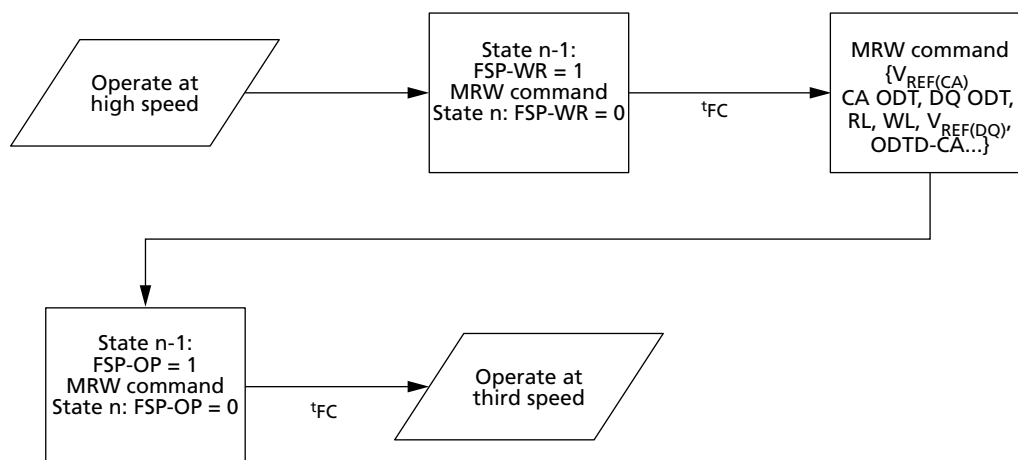 Operate at
high speed
State n-1:
FSP-WR = 1
MRW command
State n: FSP-WR = 0
tFC
MRW command
{VREF(CA)
CA ODT, DQ ODT,
RL, WL, VREF(DQ),
ODTD-CA...}
State n-1:
FSP-OP = 1
MRW command
State n: FSP-OP = 0
tFC
Operate at
third speed